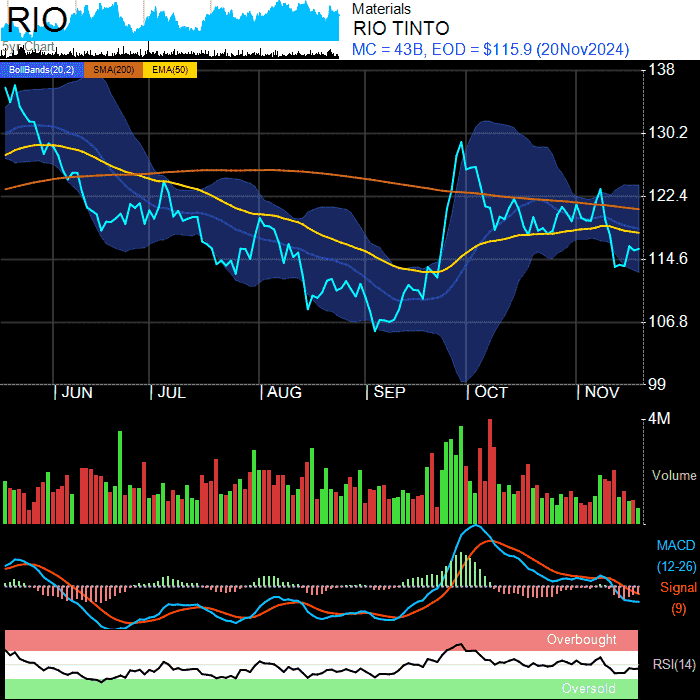 RIO
5yr Chart
Materials
RIO TINTO
MC = 43B, EOD = $115.9 (20Nov2024)
BollBands(20,2) SMA(200) EMA(50)
138
130.2
122.4
114.6
106.8
99
| JUN | JUL | AUG | SEP | OCT | NOV
4M
Volume
MACD
(12-26)
Signal
(9)
Overbought
RSI(14)
Oversold